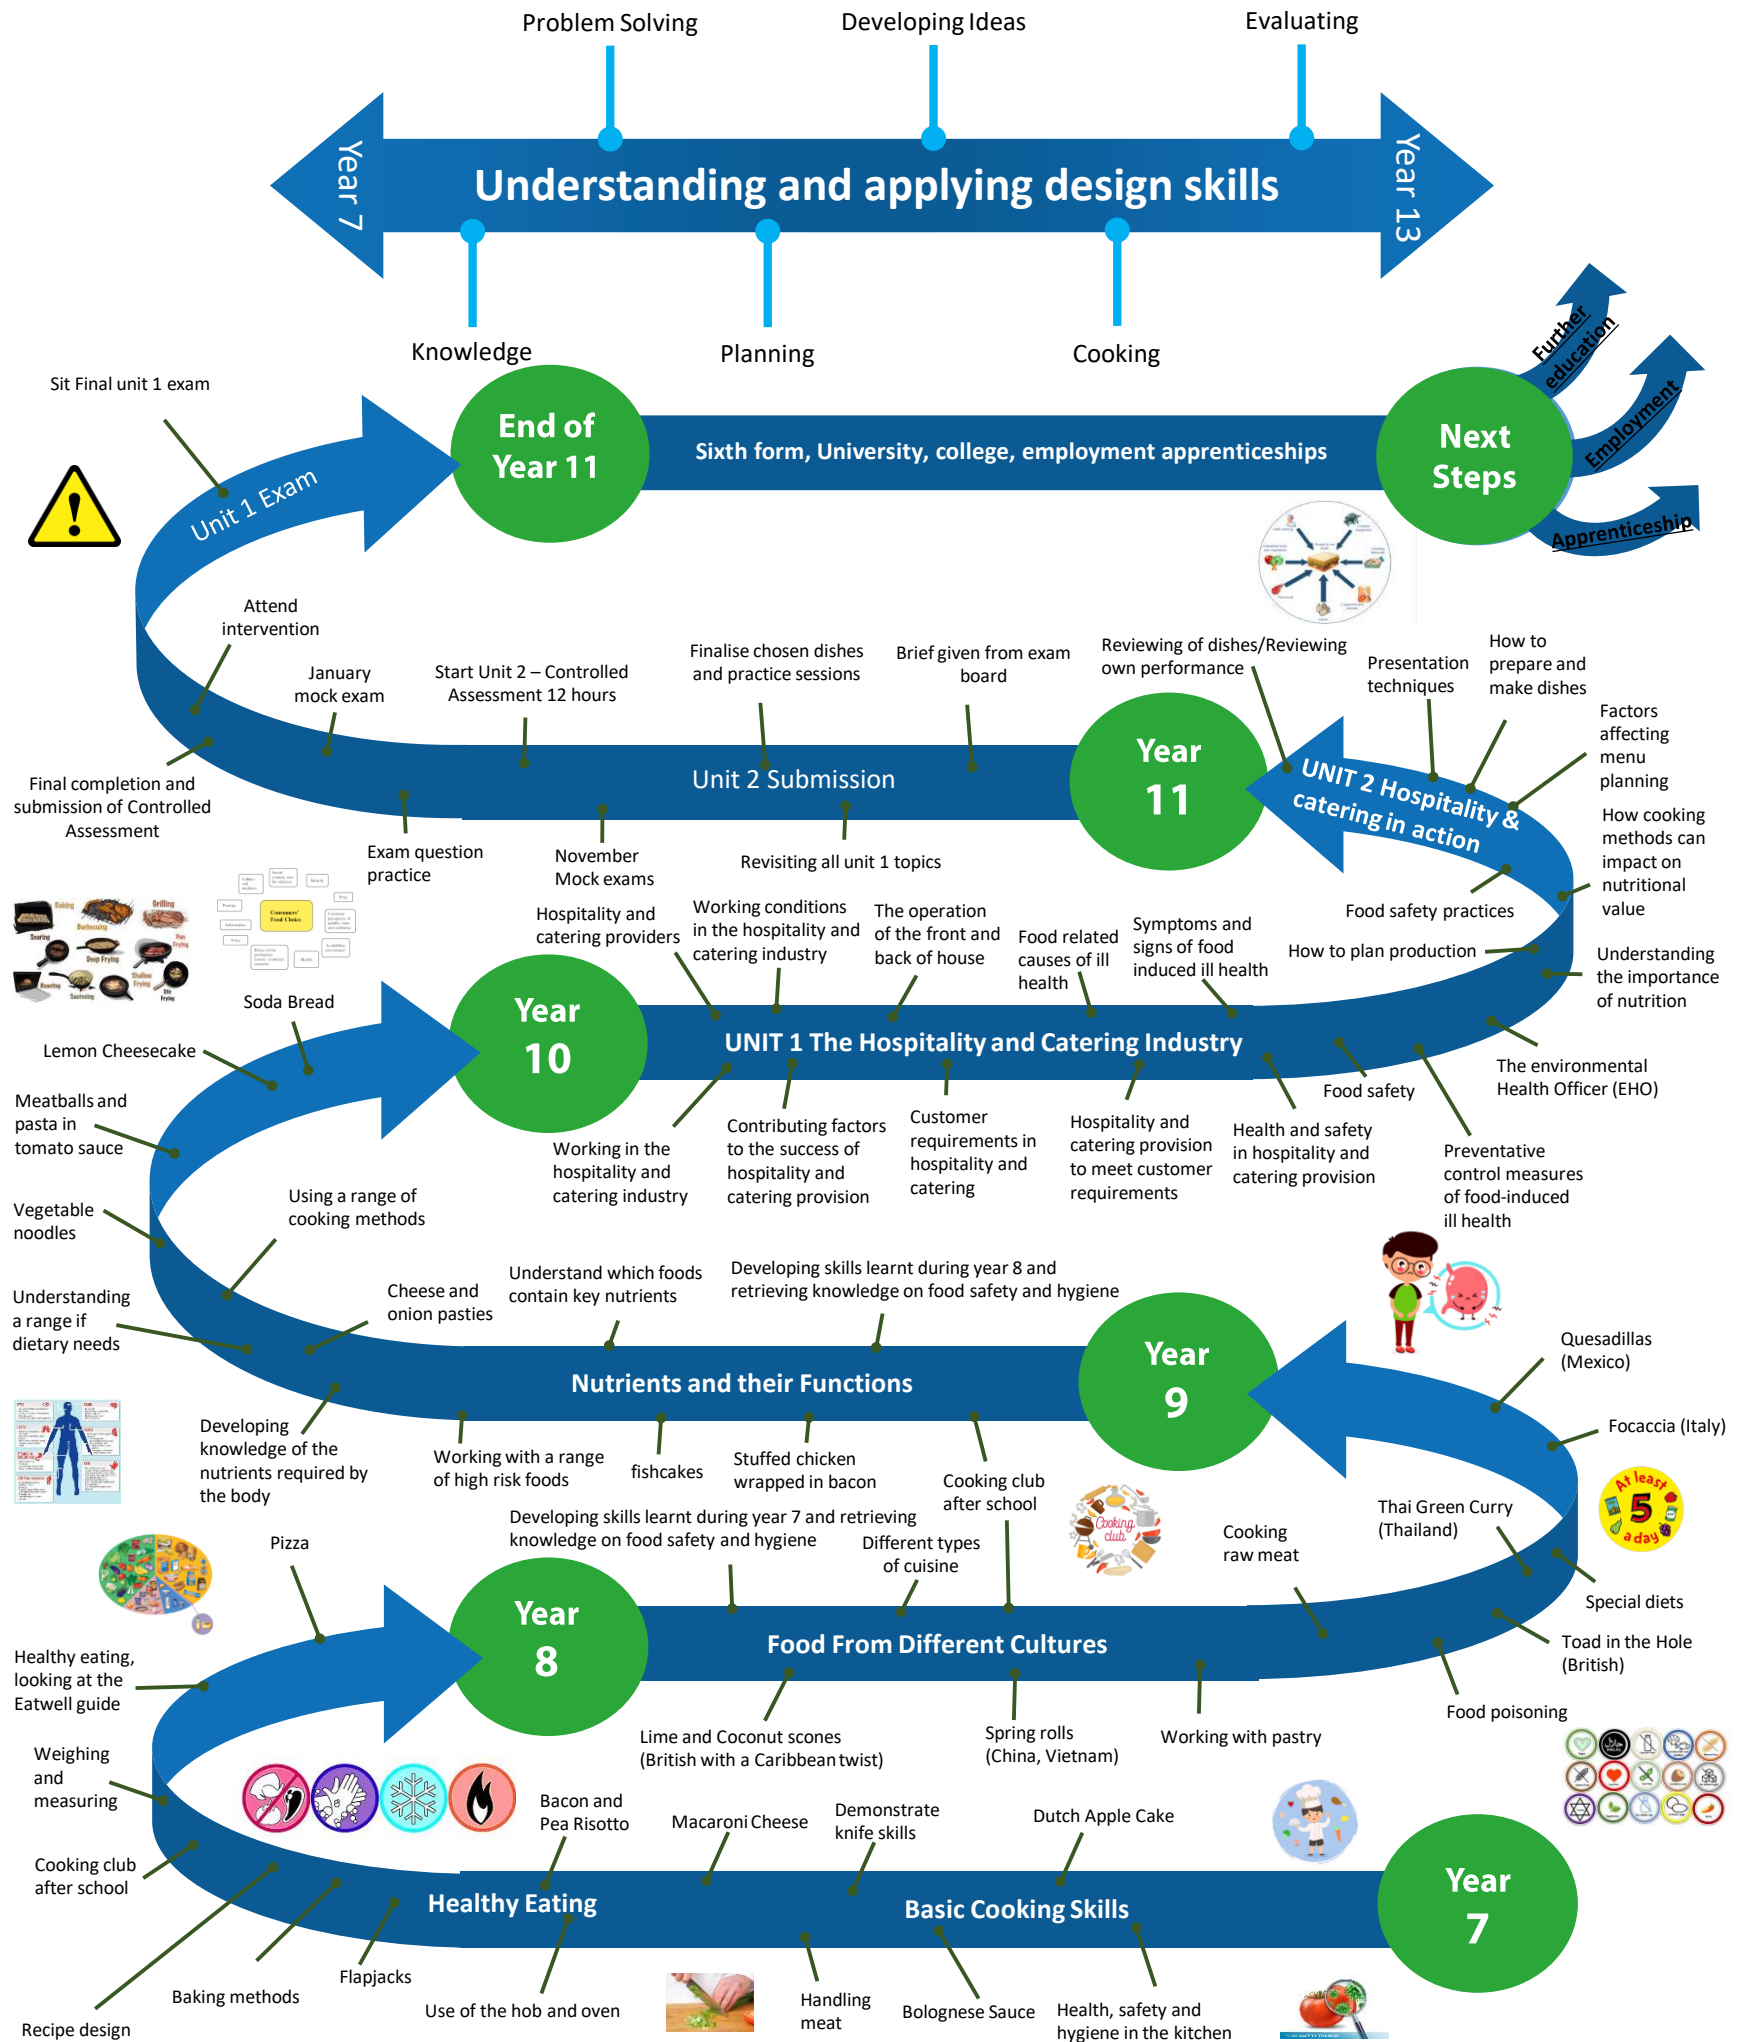 Problem Solving
Developing Ideas
Evaluating
Year 7
Understanding and applying design skills
Year 13
Knowledge
Planning
Cooking
Further
education
Employment
Apprenticeship
Sit Final unit 1 exam
Unit 1 Exam
End of
Year 11
Sixth form, University, college, employment apprenticeships
Next
Steps
Attend
intervention
January
mock exam
Start Unit 2 – Controlled
Assessment 12 hours
Finalise chosen dishes
and practice sessions
Brief given from exam
board
Reviewing of dishes/Reviewing
own performance
Presentation
techniques
How to
prepare and
make dishes
Factors
affecting
menu
planning
How cooking
methods can
impact on
nutritional
value
Understanding
the importance
of nutrition
Final completion and
submission of Controlled
Assessment
Unit 2 Submission
Year
11
UNIT 2 Hospitality &
catering in action
Exam question
practice
November
Mock exams
Revisiting all unit 1 topics
Food safety practices
How to plan production
Baking
Grilling
Barbecuing
Searing
Pan
Frying
Deep Frying
Roasting
Sauteing
Shallow
Frying
Stir
Frying
Consumers'
Food Choice
Hospitality and
catering providers
Working conditions
in the hospitality and
catering industry
The operation
of the front and
back of house
Food related
causes of ill
health
Symptoms and
signs of food
induced ill health
Soda Bread
Lemon Cheesecake
Meatballs and
pasta in
tomato sauce
Vegetable
noodles
Year
10
UNIT 1 The Hospitality and Catering Industry
The environmental
Health Officer (EHO)
Food safety
Working in the
hospitality and
catering industry
Contributing factors
to the success of
hospitality and
catering provision
Customer
requirements in
hospitality and
catering
Hospitality and
catering provision
to meet customer
requirements
Health and safety
in hospitality and
catering provision
Preventative
control measures
of food-induced
ill health
Using a range of
cooking methods
Understanding
a range if
dietary needs
Cheese and
onion pasties
Understand which foods
contain key nutrients
Developing skills learnt during year 8 and
retrieving knowledge on food safety and hygiene
Nutrients and their Functions
Year
9
Quesadillas
(Mexico)
Focaccia (Italy)
Developing
knowledge of the
nutrients required by
the body
Working with a range
of high risk foods
fishcakes
Stuffed chicken
wrapped in bacon
Cooking club
after school
Cooking
club
At least
5
a day
Thai Green Curry
(Thailand)
Cooking
raw meat
Special diets
Toad in the Hole
(British)
Food poisoning
Pizza
Developing skills learnt during year 7 and retrieving
knowledge on food safety and hygiene
Different types
of cuisine
Year
8
Food From Different Cultures
Healthy eating,
looking at the
Eatwell guide
Weighing
and
measuring
Cooking club
after school
Lime and Coconut scones
(British with a Caribbean twist)
Spring rolls
(China, Vietnam)
Working with pastry
Bacon and
Pea Risotto
Macaroni Cheese
Demonstrate
knife skills
Dutch Apple Cake
Healthy Eating
Basic Cooking Skills
Year
7
Recipe design
Baking methods
Flapjacks
Use of the hob and oven
Handling
meat
Bolognese Sauce
Health, safety and
hygiene in the kitchen